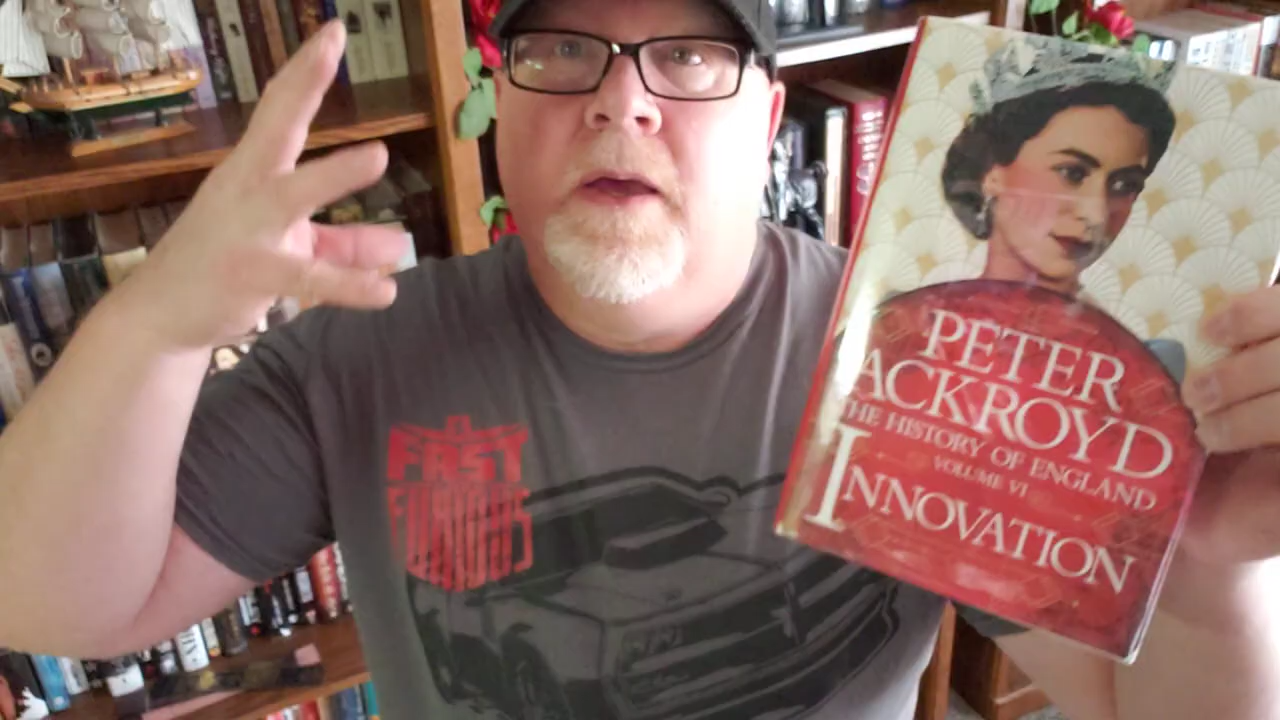 FAST
FURIOUS
PETER
ACKROYD
THE HISTORY OF ENGLAND
VOLUME VI
INNOVATION